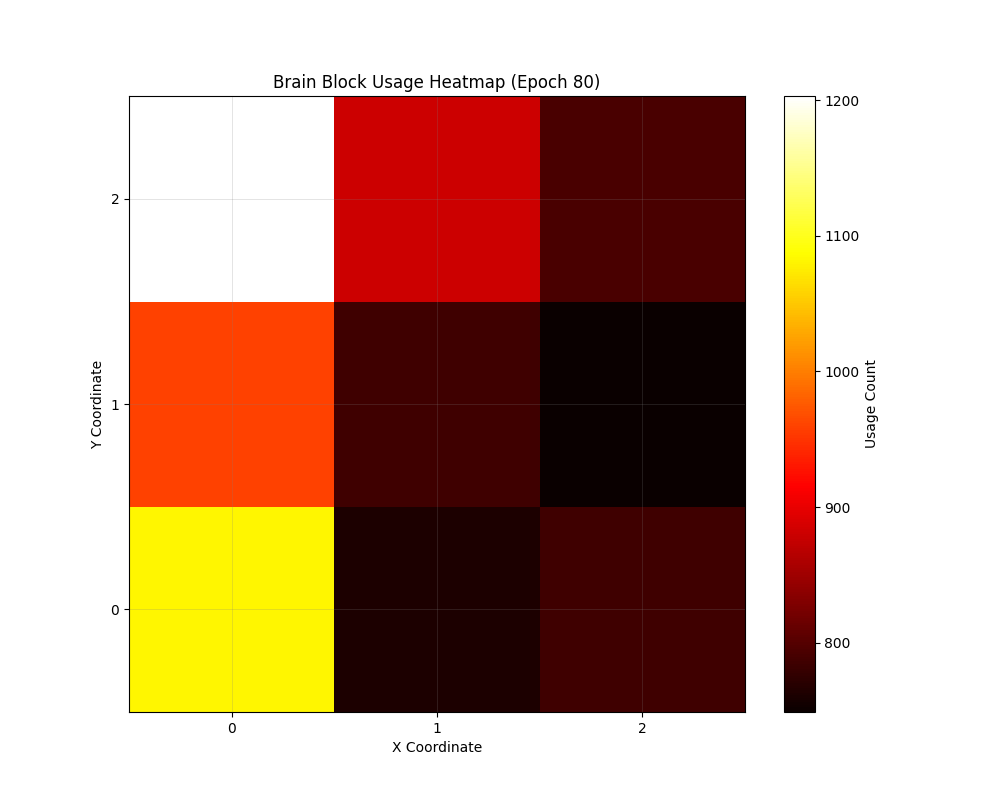 Brain Block Usage Heatmap (Epoch 80)
2
1
0
Y Coordinate
0 1 2
X Coordinate
1200
1100
1000
900
800
Usage Count